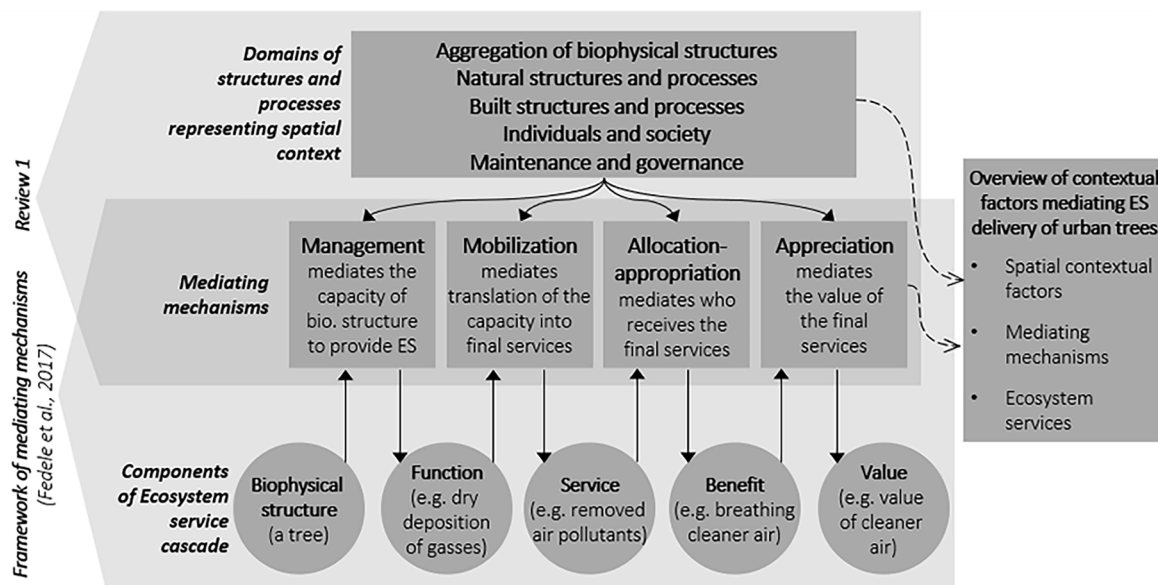 Domains of
structures and
processes
representing spatial
context
Aggregation of biophysical structures
Natural structures and processes
Built structures and processes
Individuals and society
Maintenance and governance
Review 1
Framework of mediating mechanisms
(Fedele et al., 2017)
Mediating
mechanisms
Management
mediates the
capacity of
bio. structure
to provide ES
Mobilization
mediates
translation of the
capacity into
final services
Allocation-
appropriation
mediates who
receives the
final services
Appreciation
mediates
the value of
the final
services
Overview of contextual
factors mediating ES
delivery of urban trees
• Spatial contextual
factors
• Mediating
mechanisms
• Ecosystem
services
Components
of Ecosystem
service
cascade
Biophysical
structure
(a tree)
Function
(e.g. dry
deposition
of gasses)
Service
(e.g. removed
air pollutants)
Benefit
(e.g. breathing
cleaner air)
Value
(e.g. value
of cleaner
air)